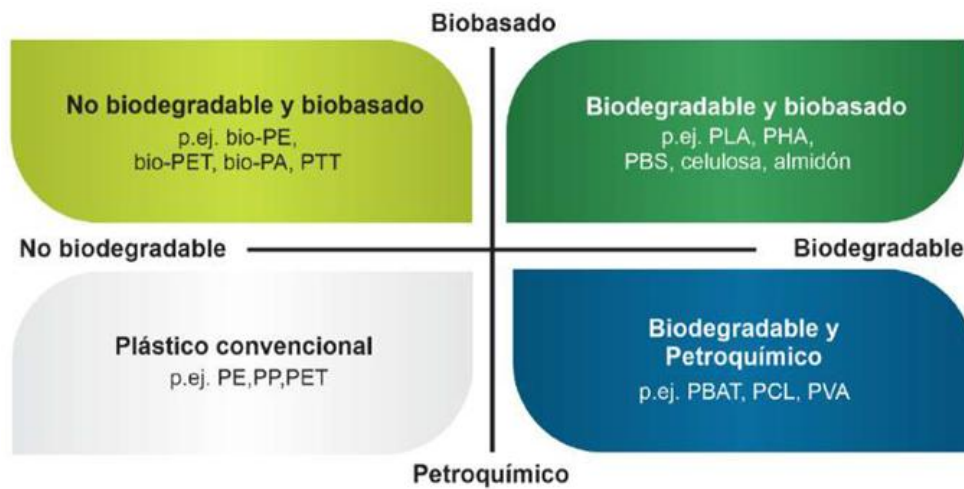 Biobasado
No biodegradable y biobasado
p.ej. bio-PE,
bio-PET, bio-PA, PTT
Biodegradable y biobasado
p.ej. PLA, PHA,
PBS, celulosa, almidón
No biodegradable
Biodegradable
Plástico convencional
p.ej. PE,PP,PET
Biodegradable y
Petroquímico
p.ej. PBAT, PCL, PVA
Petroquímico